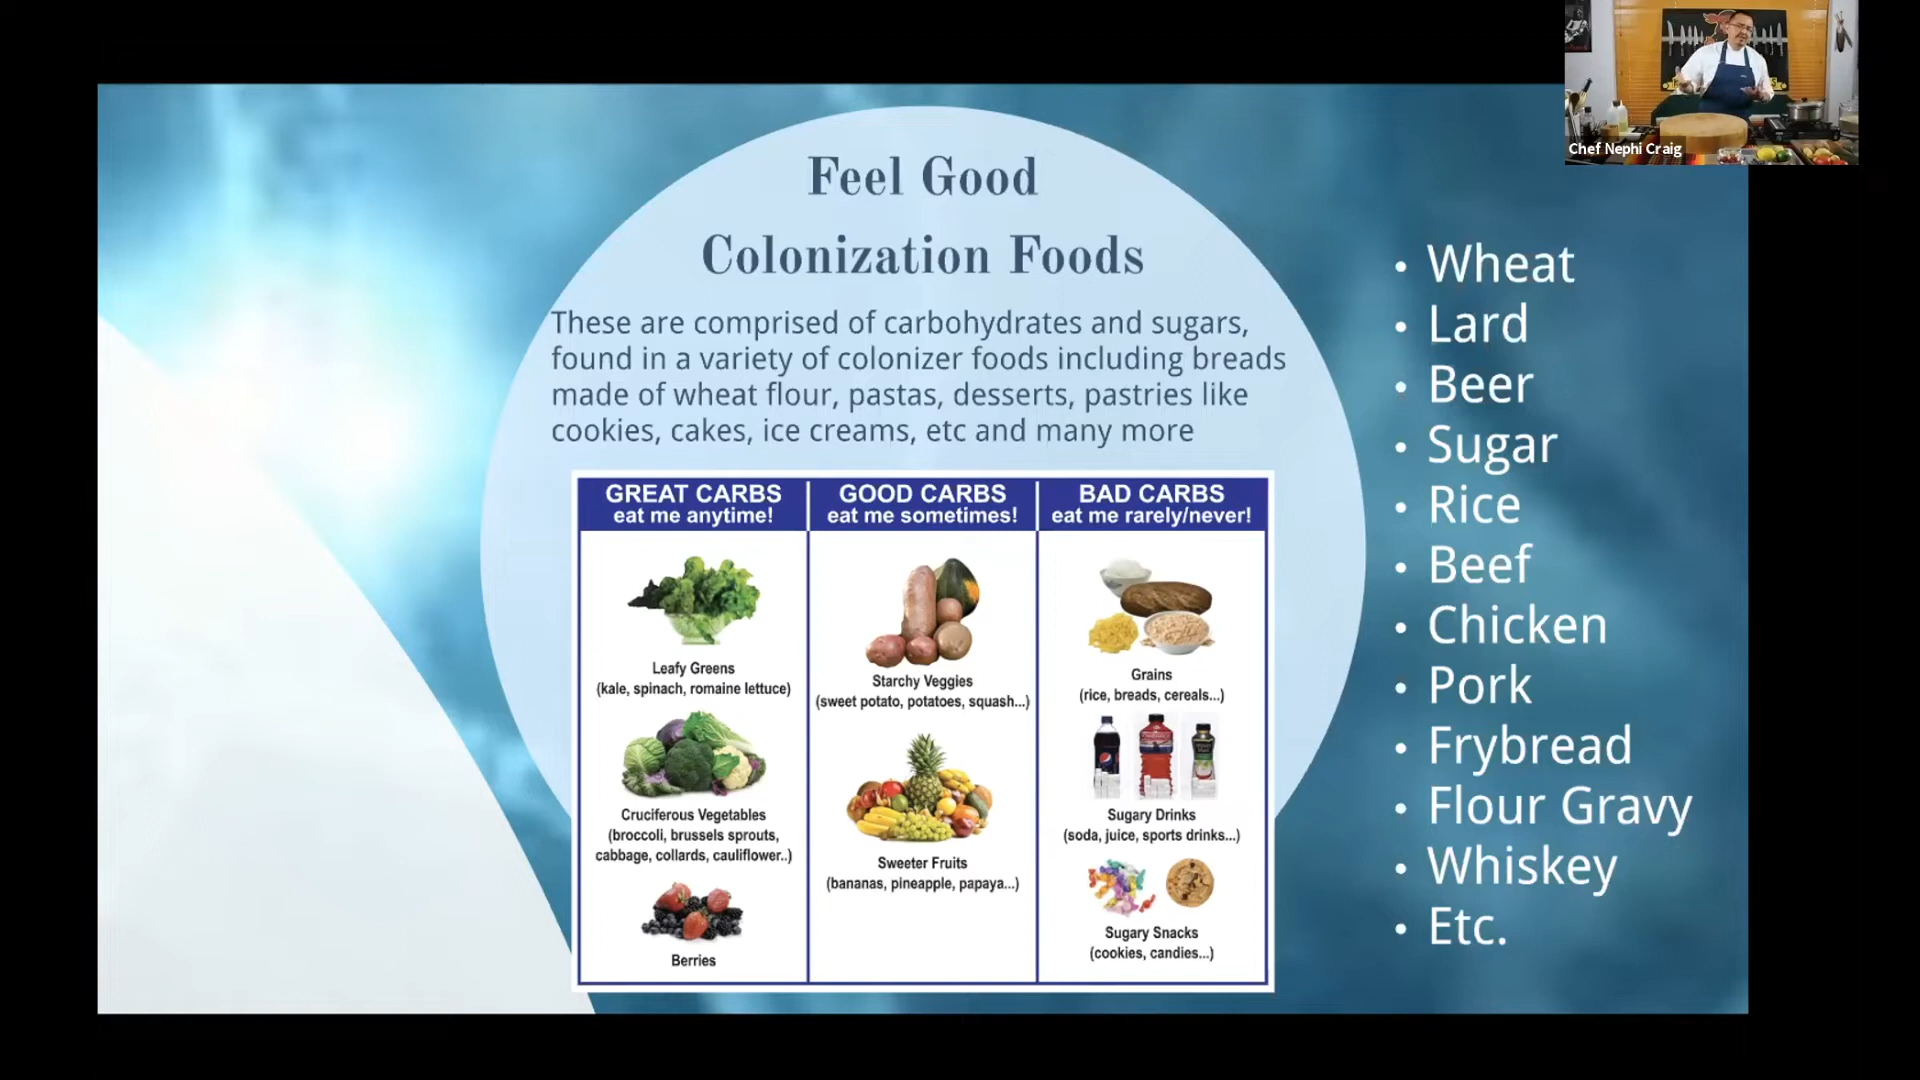 Chef Nephi Craig
Feel Good
Colonization Foods
These are comprised of carbohydrates and sugars,
found in a variety of colonizer foods including breads
made of wheat flour, pastas, desserts, pastries like
cookies, cakes, ice creams, etc and many more
GREAT CARBS
eat me anytime!
Leafy Greens
(kale, spinach, romaine lettuce)
Cruciferous Vegetables
(broccoli, brussels sprouts,
cabbage, collards, cauliflower..)
Berries
GOOD CARBS
eat me sometimes!
Starchy Veggies
(sweet potato, potatoes, squash...)
Sweeter Fruits
(bananas, pineapple, papaya...)
BAD CARBS
eat me rarely/never!
Grains
(rice, breads, cereals...)
Sugary Drinks
(soda, juice, sports drinks...)
Sugary Snacks
(cookies, candies...)
• Wheat
• Lard
• Beer
• Sugar
• Rice
• Beef
• Chicken
• Pork
• Frybread
• Flour Gravy
• Whiskey
• Etc.